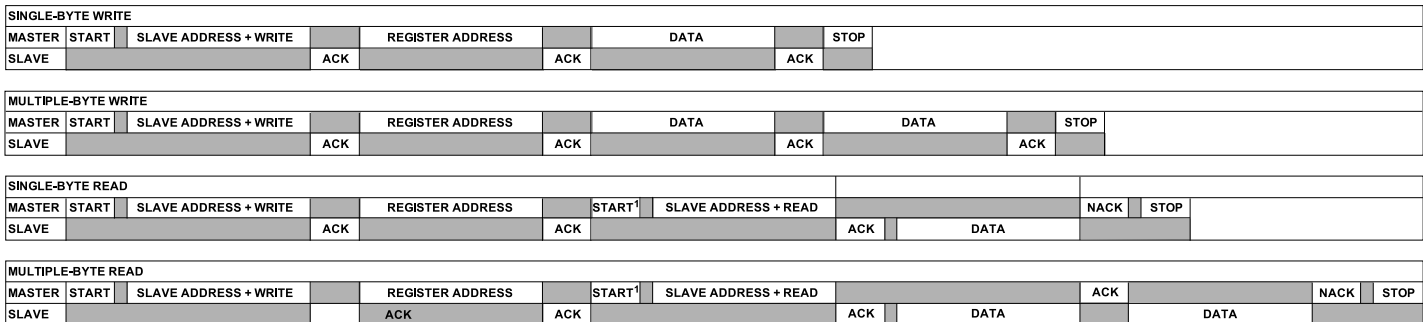 SINGLE-BYTE WRITE
MASTER START SLAVE ADDRESS + WRITE REGISTER ADDRESS DATA STOP
SLAVE ACK ACK ACK
MULTIPLE-BYTE WRITE
MASTER START SLAVE ADDRESS + WRITE REGISTER ADDRESS DATA DATA STOP
SLAVE ACK ACK ACK ACK
SINGLE-BYTE READ
MASTER START SLAVE ADDRESS + WRITE REGISTER ADDRESS START¹ SLAVE ADDRESS + READ NACK STOP
SLAVE ACK ACK ACK DATA
MULTIPLE-BYTE READ
MASTER START SLAVE ADDRESS + WRITE REGISTER ADDRESS START¹ SLAVE ADDRESS + READ ACK NACK STOP
SLAVE ACK ACK ACK DATA DATA